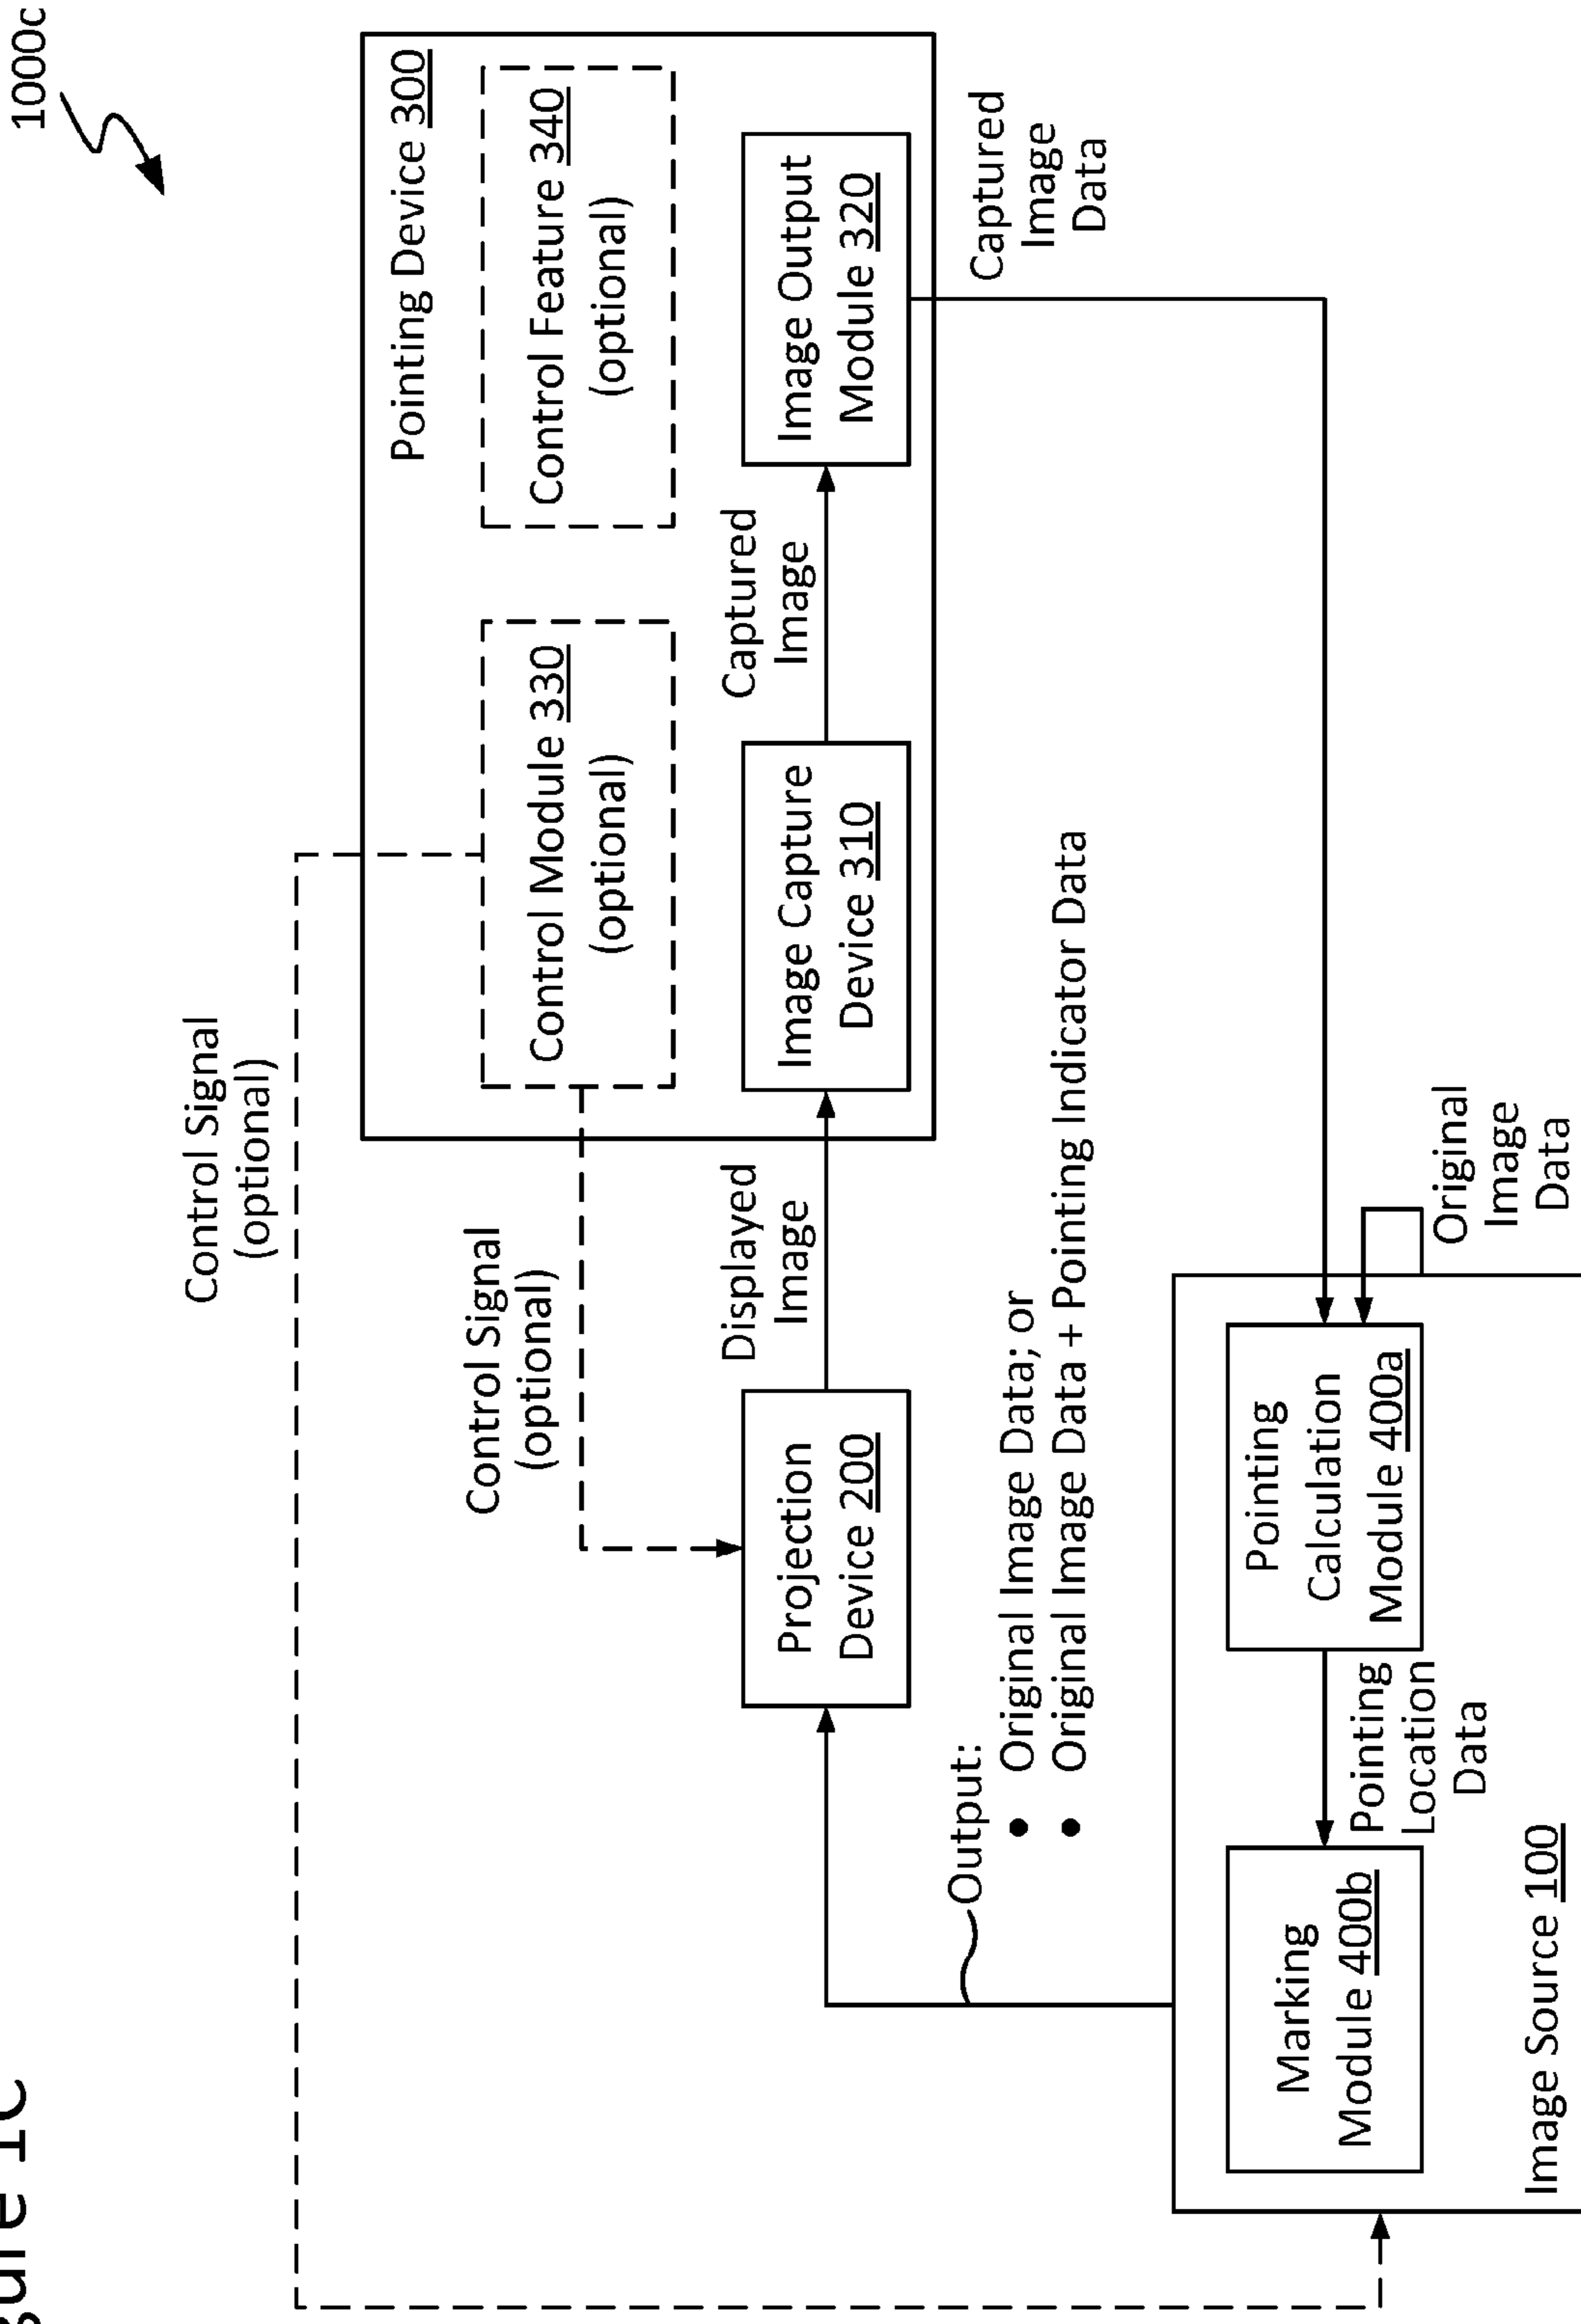 1000c
Pointing Device 300
Control Module 330
(optional)
Control Feature 340
(optional)
Control Signal
(optional)
Control Signal
(optional)
Projection
Device 200
Displayed
Image
Image Capture
Device 310
Captured
Image
Image Output
Module 320
Captured
Image
Data
Output:
• Original Image Data; or
• Original Image Data + Pointing Indicator Data
Marking
Module 400b
Pointing
Location
Data
Pointing
Calculation
Module 400a
Original
Image
Data
Image Source 100